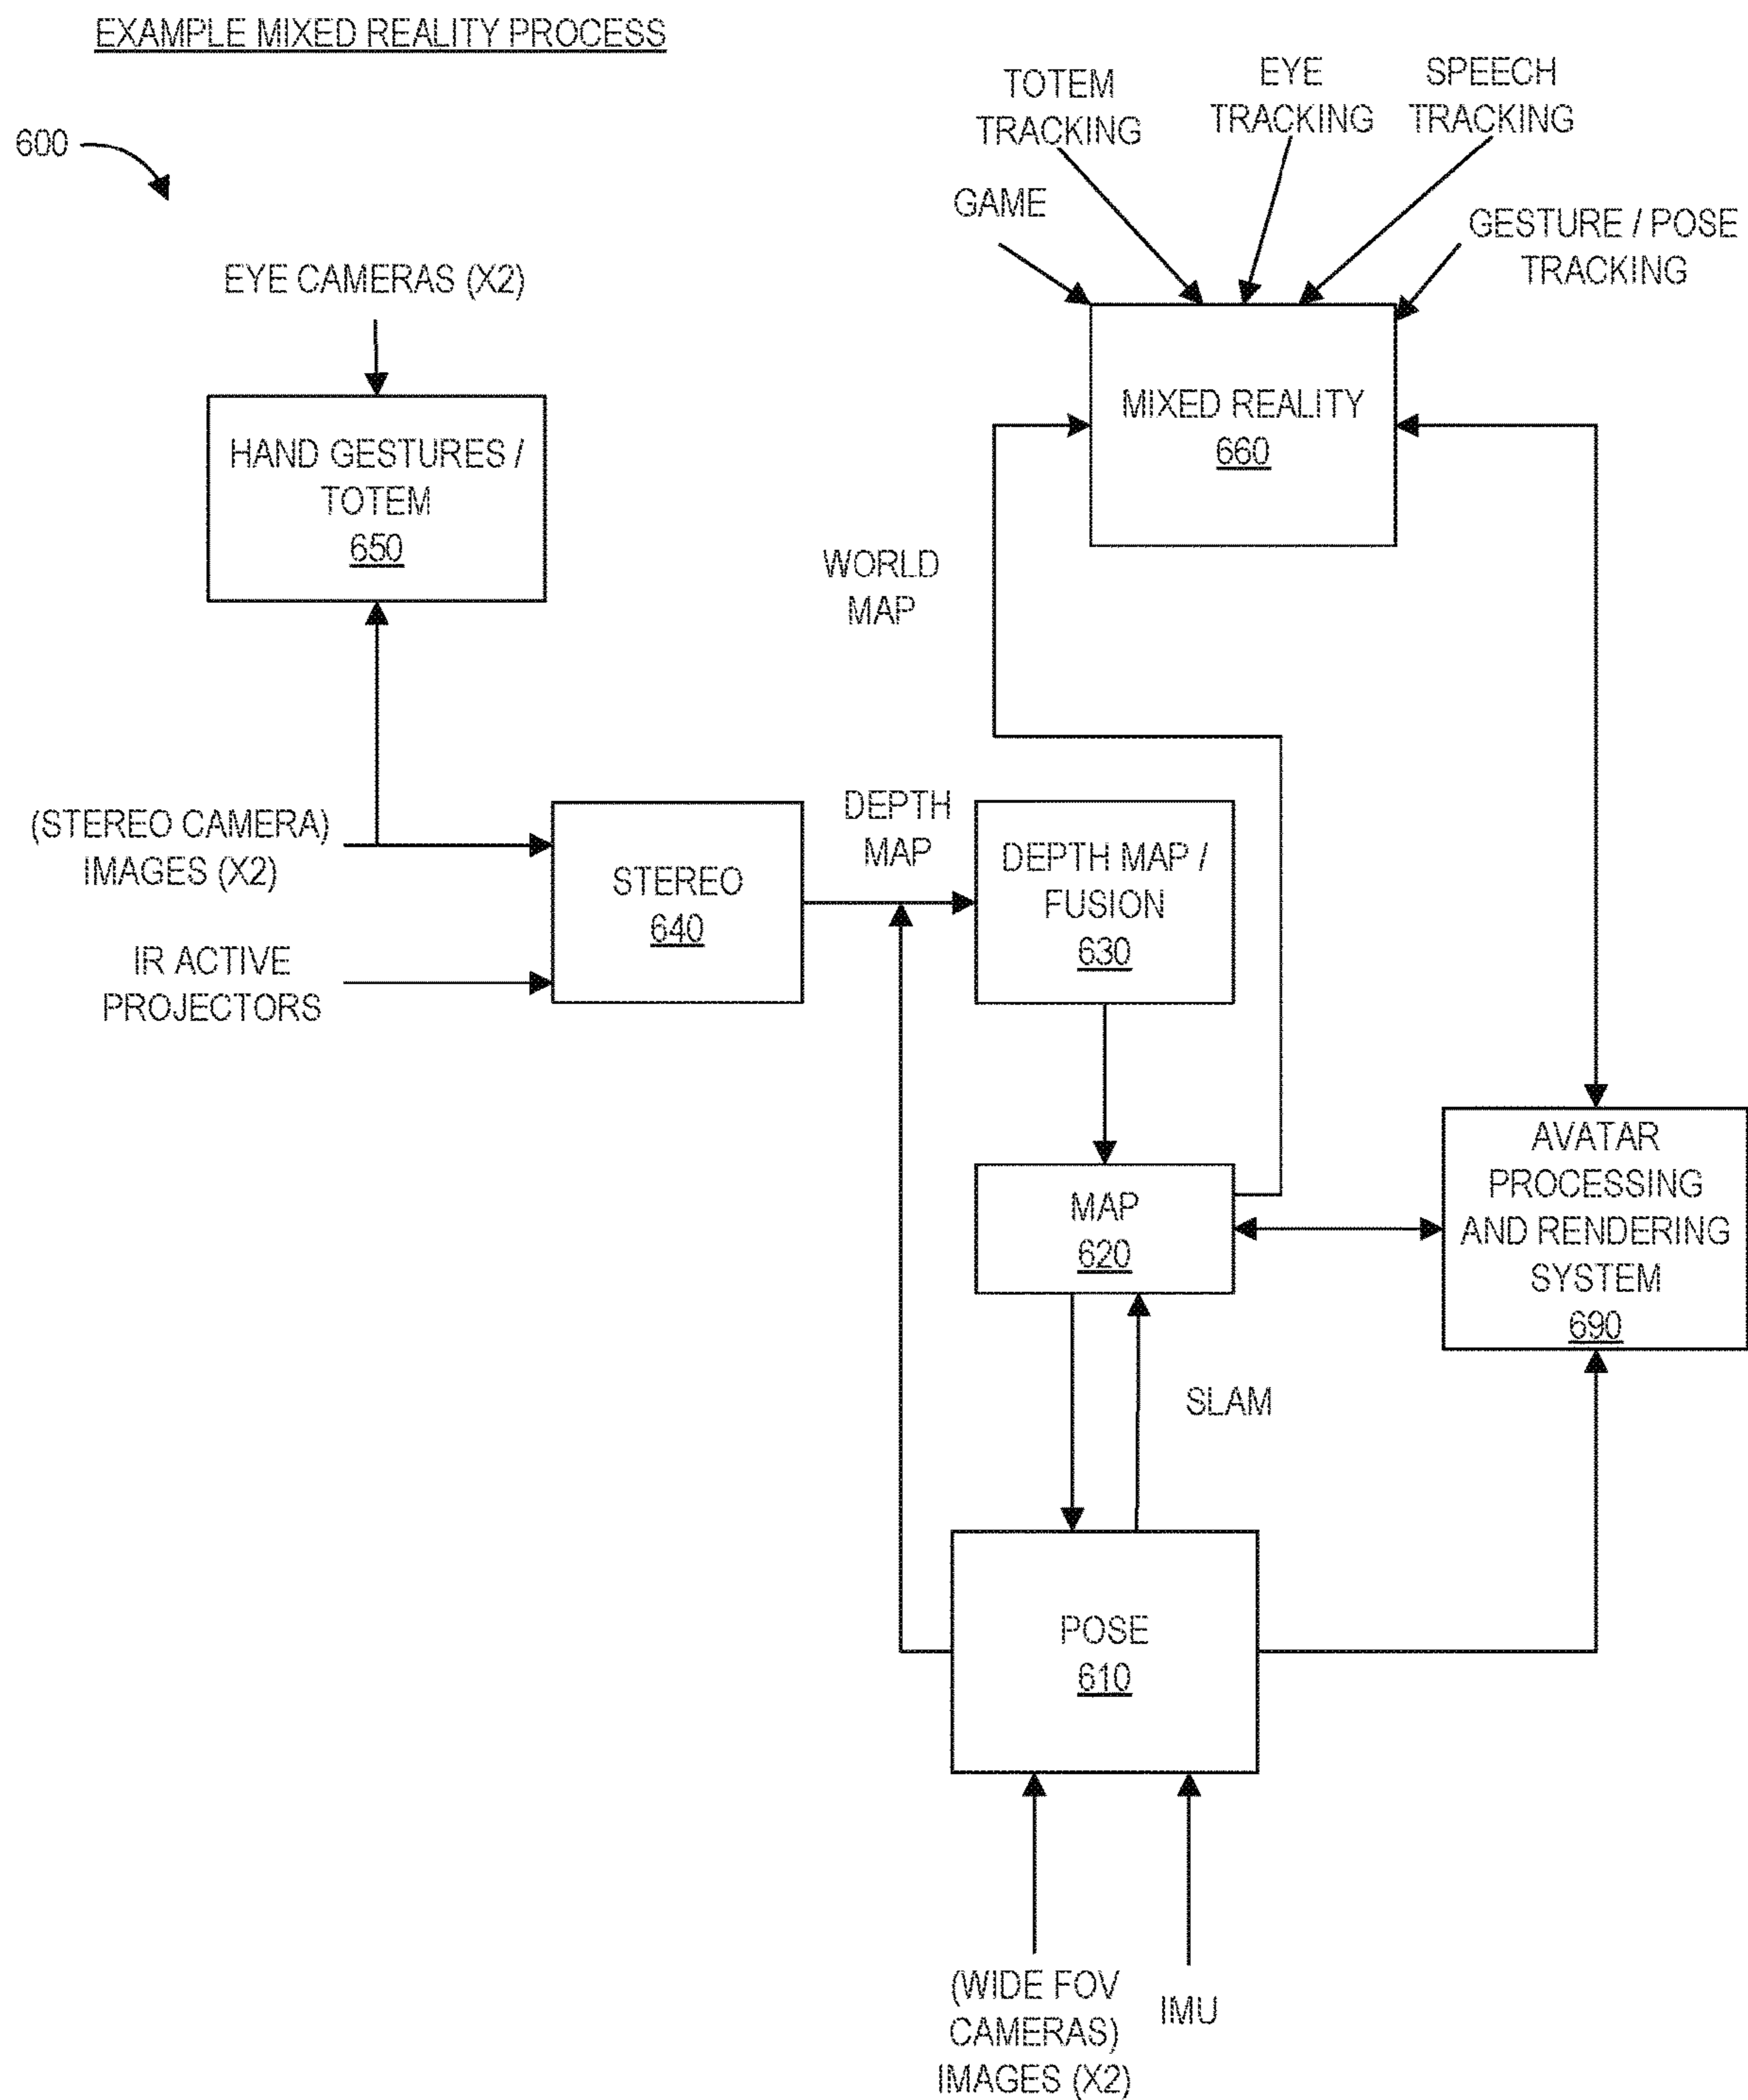 EXAMPLE MIXED REALITY PROCESS
600
TOTEM
TRACKING
EYE
TRACKING
SPEECH
TRACKING
GAME
GESTURE / POSE
TRACKING
EYE CAMERAS (X2)
HAND GESTURES /
TOTEM
650
MIXED REALITY
660
WORLD
MAP
(STEREO CAMERA)
IMAGES (X2)
IR ACTIVE
PROJECTORS
STEREO
640
DEPTH
MAP
DEPTH MAP /
FUSION
630
MAP
620
AVATAR
PROCESSING
AND RENDERING
SYSTEM
690
SLAM
POSE
610
(WIDE FOV
CAMERAS)
IMAGES (X2)
IMU